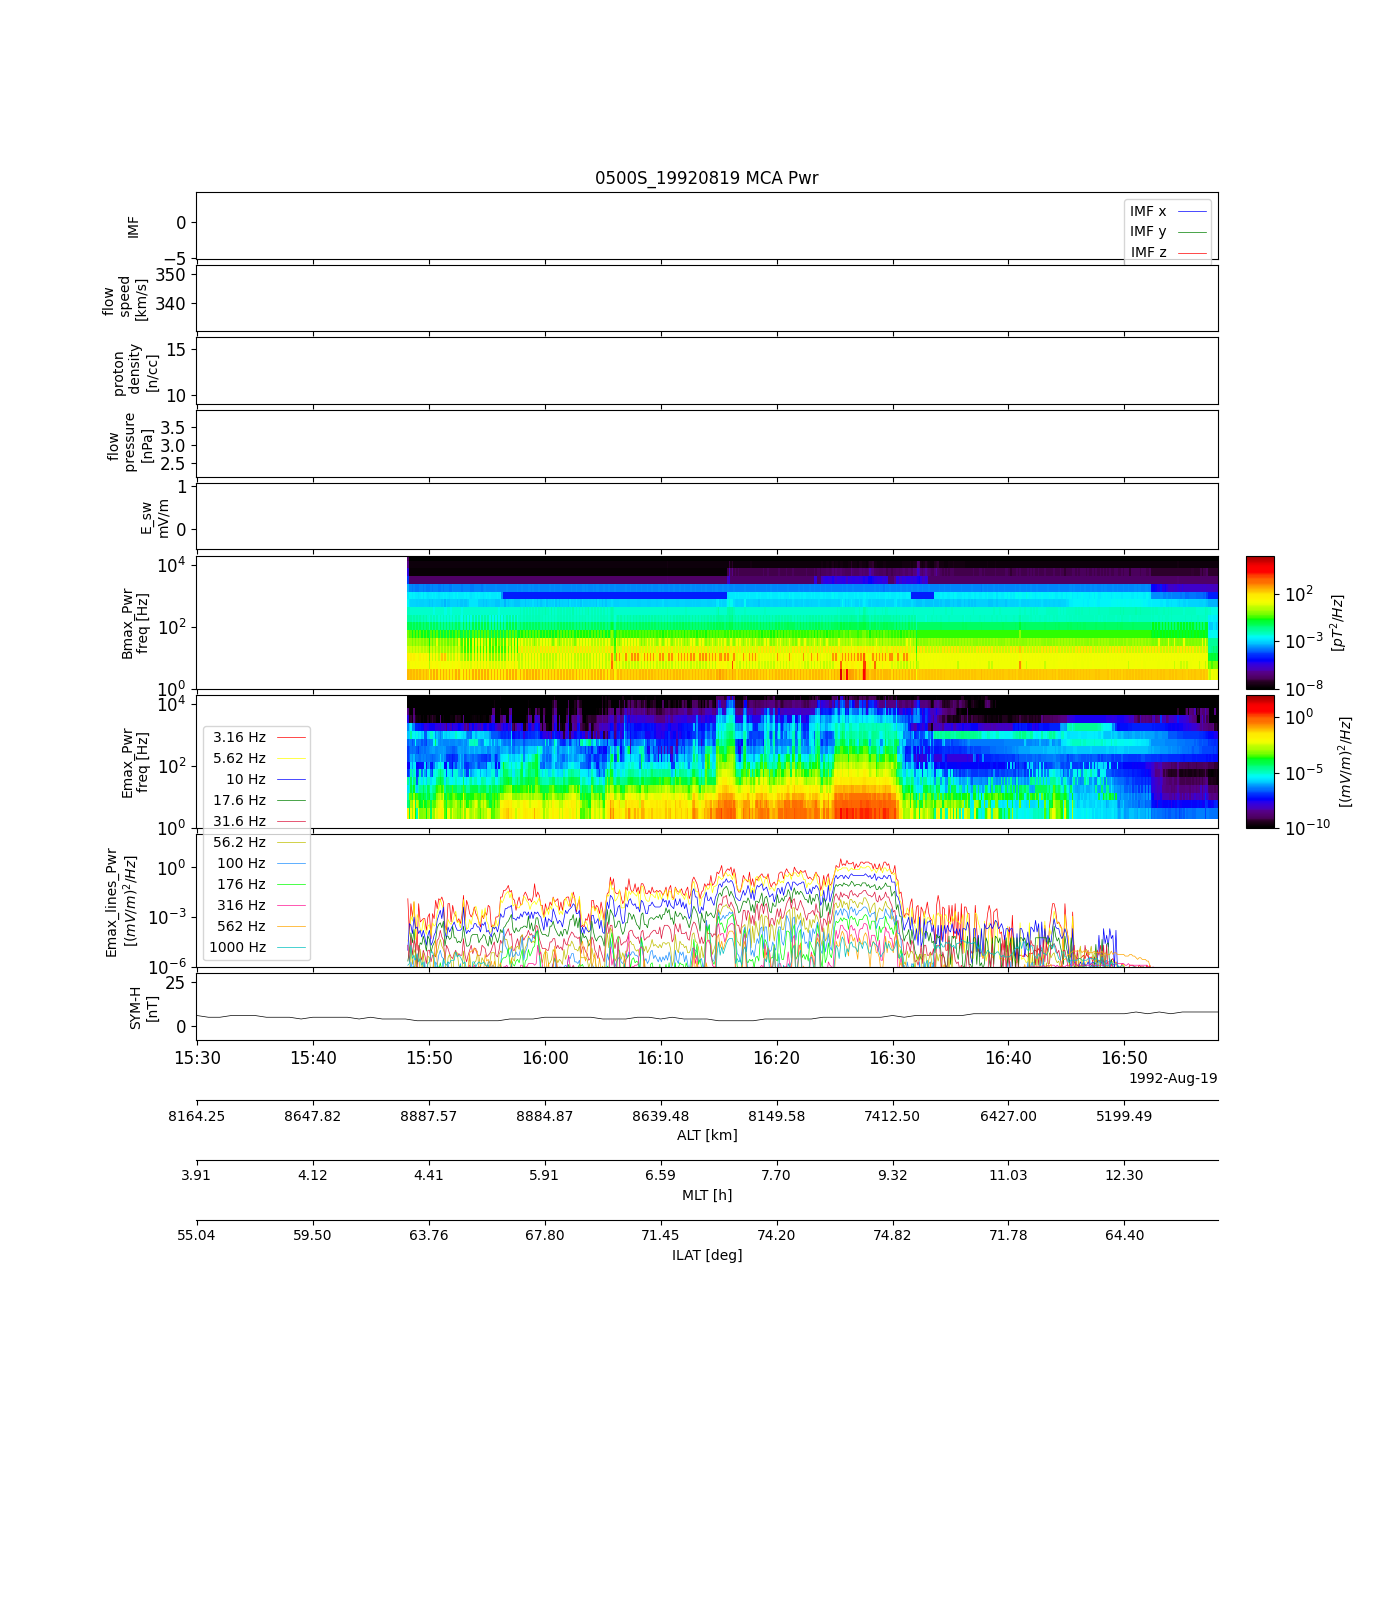 0500S_19920819 MCA Pwr
IMF
0
−5
IMF x
IMF y
IMF z
flow
speed
[km/s]
350
340
proton
density
[n/cc]
15
10
flow
pressure
[nPa]
3.5
3.0
2.5
E_sw
mV/m
1
0
Bmax_Pwr
freq [Hz]
10^4
10^2
10^0
10^2
10^−3
10^−8
[pT^2/Hz]
Emax_Pwr
freq [Hz]
10^4
10^2
10^0
10^0
10^−5
10^−10
[(mV/m)^2/Hz]
3.16 Hz
5.62 Hz
10 Hz
17.6 Hz
31.6 Hz
56.2 Hz
100 Hz
176 Hz
316 Hz
562 Hz
1000 Hz
Emax_lines_Pwr
[(mV/m)^2/Hz]
10^0
10^−3
10^−6
SYM-H
[nT]
25
0
15:30 15:40 15:50 16:00 16:10 16:20 16:30 16:40 16:50
1992-Aug-19
8164.25 8647.82 8887.57 8884.87 8639.48 8149.58 7412.50 6427.00 5199.49
ALT [km]
3.91 4.12 4.41 5.91 6.59 7.70 9.32 11.03 12.30
MLT [h]
55.04 59.50 63.76 67.80 71.45 74.20 74.82 71.78 64.40
ILAT [deg]